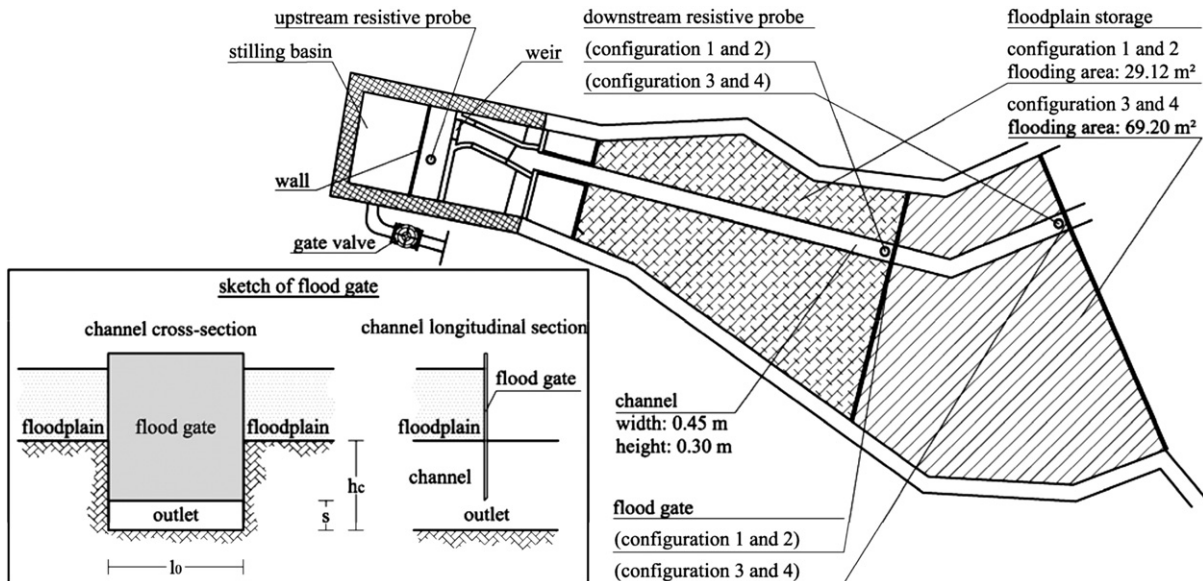 upstream resistive probe
stilling basin
weir
wall
gate valve
downstream resistive probe
(configuration 1 and 2)
(configuration 3 and 4)
floodplain storage
configuration 1 and 2
flooding area: 29.12 m²
configuration 3 and 4
flooding area: 69.20 m²
channel
width: 0.45 m
height: 0.30 m
flood gate
(configuration 1 and 2)
(configuration 3 and 4)
sketch of flood gate
channel cross-section
floodplain
flood gate
floodplain
outlet
s
hc
l0
channel longitudinal section
flood gate
floodplain
channel
outlet